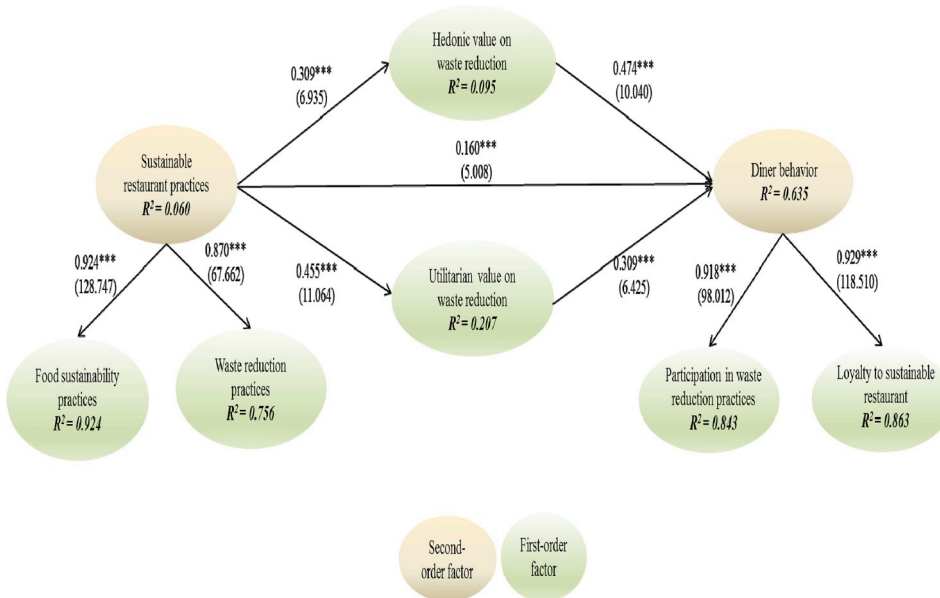 Hedonic value on
waste reduction
R² = 0.095
0.309***
(6.935)
0.474***
(10.040)
Sustainable
restaurant practices
R² = 0.060
0.160***
(5.008)
Diner behavior
R² = 0.635
0.924***
(128.747)
0.870***
(67.662)
0.455***
(11.064)
Utilitarian value on
waste reduction
R² = 0.207
0.309***
(6.425)
0.918***
(98.012)
0.929***
(118.510)
Food sustainability
practices
R² = 0.924
Waste reduction
practices
R² = 0.756
Participation in waste
reduction practices
R² = 0.843
Loyalty to sustainable
restaurant
R² = 0.863
Second-
order factor
First-order
factor